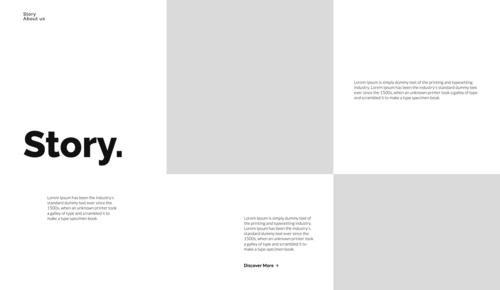 Story
About us
Story.
Lorem Ipsum has been the industry's
standard dummy text ever since the
1500s, when an unknown printer took
a galley of type and scrambled it to
make a type specimen book.
Lorem Ipsum is simply dummy text of
the printing and typesetting industry.
Lorem Ipsum has been the industry's
standard dummy text ever since the
1500s, when an unknown printer took
a galley of type and scrambled it to
make a type specimen book.
Discover More →
Lorem Ipsum is simply dummy text of the printing and typesetting
industry. Lorem Ipsum has been the industry's standard dummy text
ever since the 1500s, when an unknown printer took a galley of type
and scrambled it to make a type specimen book.